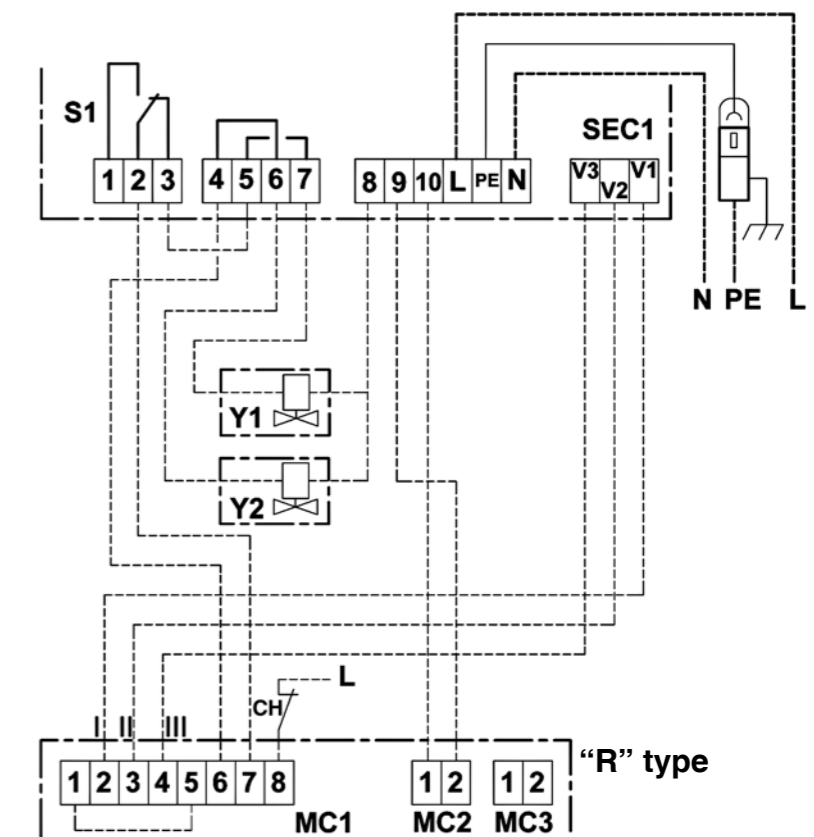 S1
SEC1
1 2 3 4 5 6 7 8 9 10 L PE N V3 V2 V1
N PE L
Y1
Y2
L
CH
I II III
"R" type
1 2 3 4 5 6 7 8 1 2 1 2
MC1 MC2 MC3